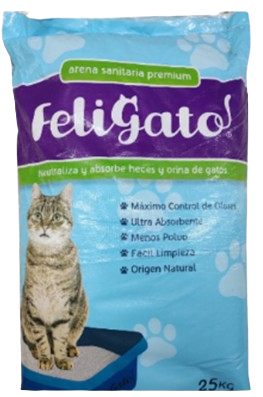 arena sanitaria premium
FeliGato
Neutraliza y absorbe heces y orina de gatos
Máximo Control de Olores
Ultra Absorbente
Menos Polvo
Fácil Limpieza
Origen Natural
25KG